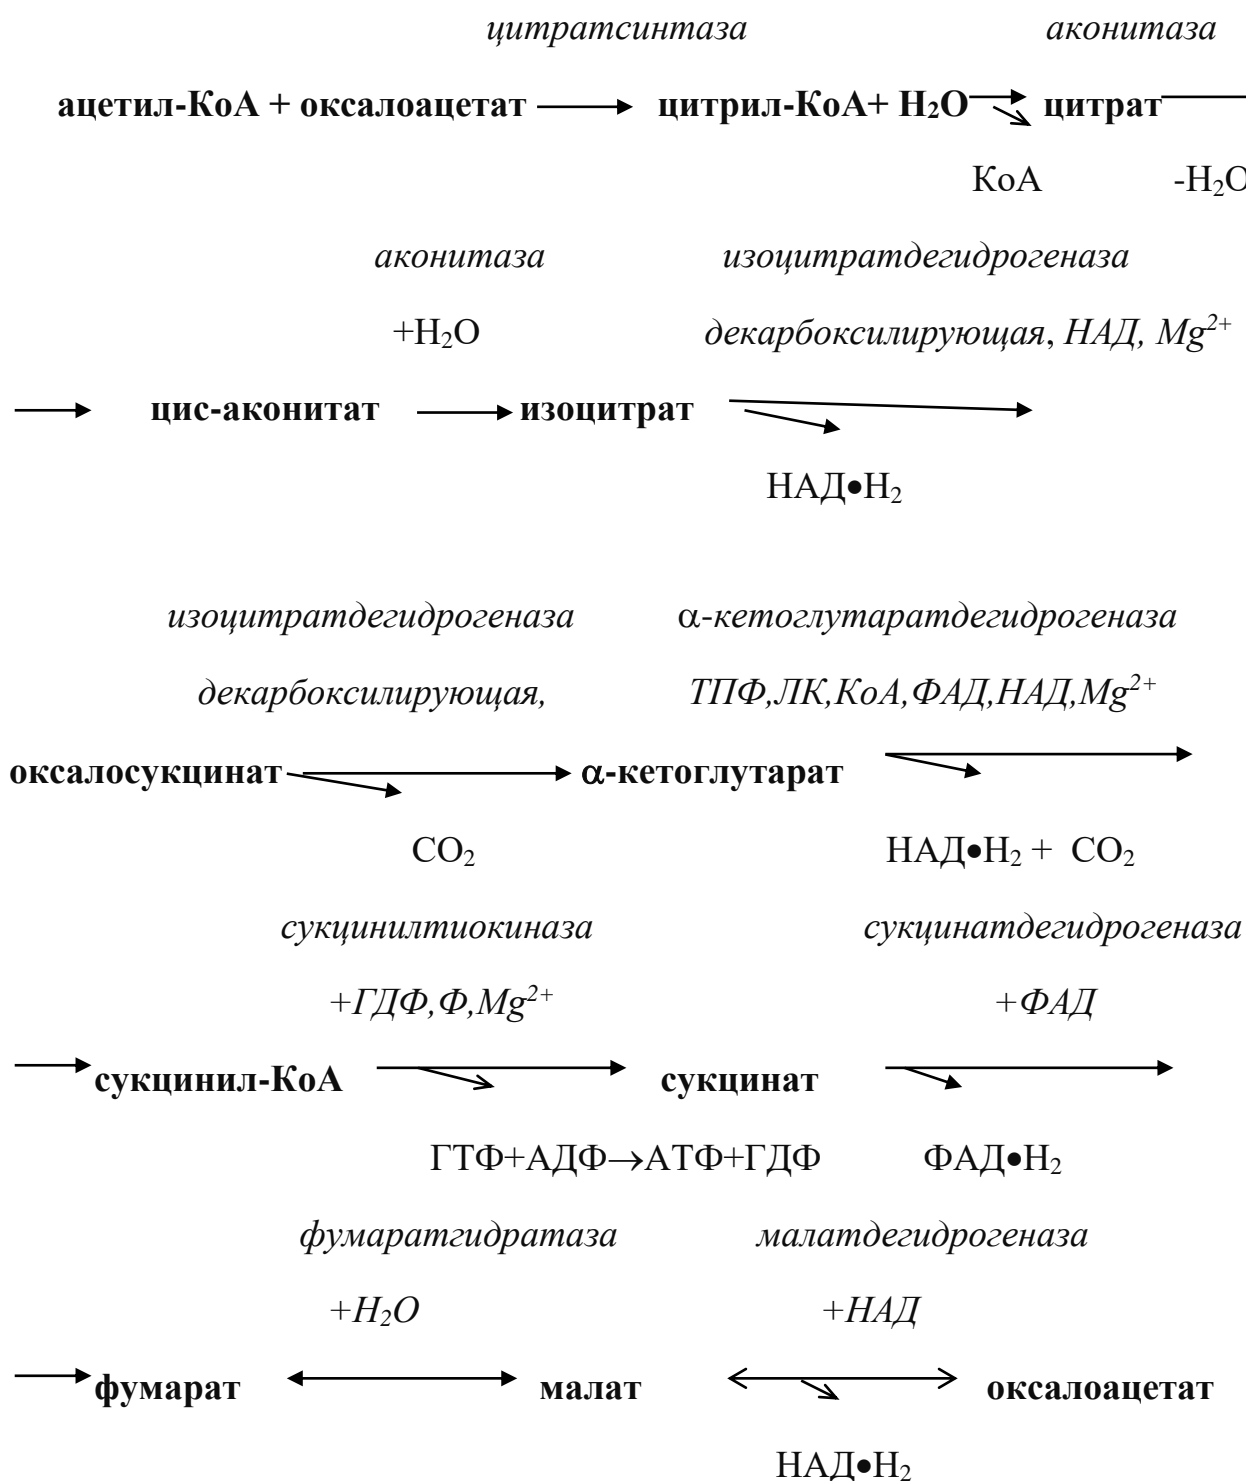 цитратсинтаза аконитаза
ацетил-КоА + оксалоацетат → цитрил-КоА+ H₂O → цитрат
КоА -H₂O
аконитаза изоцитратдегидрогеназа
+H₂O декарбоксилирующая, НАД, Mg²⁺
→ цис-аконитат → изоцитрат →
НАД•H₂
изоцитратдегидрогеназа α-кетоглутаратдегидрогеназа
декарбоксилирующая, ТПФ,ЛК,КоА,ФАД,НАД,Mg²⁺
оксалосукцинат → α-кетоглутарат →
CO₂ НАД•H₂ + CO₂
сукцинилтиокиназа сукцинатдегидрогеназа
+ГДФ,Ф,Mg²⁺ +ФАД
→ сукцинил-КоА → сукцинат →
ГТФ+АДФ→АТФ+ГДФ ФАД•H₂
фумаратгидратаза малатдегидрогеназа
+H₂O +НАД
→ фумарат ↔ малат ↔ оксалоацетат
НАД•H₂